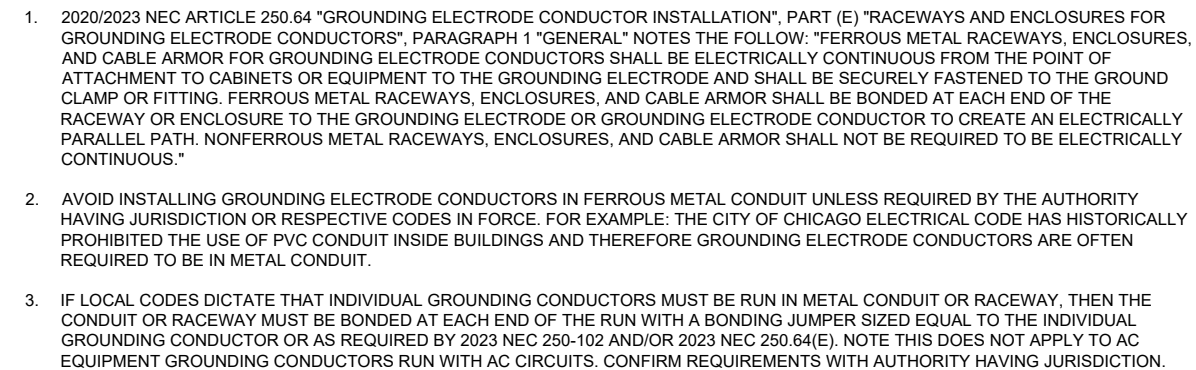 1. 2020/2023 NEC ARTICLE 250.64 "GROUNDING ELECTRODE CONDUCTOR INSTALLATION", PART (E) "RACEWAYS AND ENCLOSURES FOR
GROUNDING ELECTRODE CONDUCTORS", PARAGRAPH 1 "GENERAL" NOTES THE FOLLOW: "FERROUS METAL RACEWAYS, ENCLOSURES,
AND CABLE ARMOR FOR GROUNDING ELECTRODE CONDUCTORS SHALL BE ELECTRICALLY CONTINUOUS FROM THE POINT OF
ATTACHMENT TO CABINETS OR EQUIPMENT TO THE GROUNDING ELECTRODE AND SHALL BE SECURELY FASTENED TO THE GROUND
CLAMP OR FITTING. FERROUS METAL RACEWAYS, ENCLOSURES, AND CABLE ARMOR SHALL BE BONDED AT EACH END OF THE
RACEWAY OR ENCLOSURE TO THE GROUNDING ELECTRODE OR GROUNDING ELECTRODE CONDUCTOR TO CREATE AN ELECTRICALLY
PARALLEL PATH. NONFERROUS METAL RACEWAYS, ENCLOSURES, AND CABLE ARMOR SHALL NOT BE REQUIRED TO BE ELECTRICALLY
CONTINUOUS."
2. AVOID INSTALLING GROUNDING ELECTRODE CONDUCTORS IN FERROUS METAL CONDUIT UNLESS REQUIRED BY THE AUTHORITY
HAVING JURISDICTION OR RESPECTIVE CODES IN FORCE. FOR EXAMPLE: THE CITY OF CHICAGO ELECTRICAL CODE HAS HISTORICALLY
PROHIBITED THE USE OF PVC CONDUIT INSIDE BUILDINGS AND THEREFORE GROUNDING ELECTRODE CONDUCTORS ARE OFTEN
REQUIRED TO BE IN METAL CONDUIT.
3. IF LOCAL CODES DICTATE THAT INDIVIDUAL GROUNDING CONDUCTORS MUST BE RUN IN METAL CONDUIT OR RACEWAY, THEN THE
CONDUIT OR RACEWAY MUST BE BONDED AT EACH END OF THE RUN WITH A BONDING JUMPER SIZED EQUAL TO THE INDIVIDUAL
GROUNDING CONDUCTOR OR AS REQUIRED BY 2023 NEC 250-102 AND/OR 2023 NEC 250.64(E). NOTE THIS DOES NOT APPLY TO AC
EQUIPMENT GROUNDING CONDUCTORS RUN WITH AC CIRCUITS. CONFIRM REQUIREMENTS WITH AUTHORITY HAVING JURISDICTION.